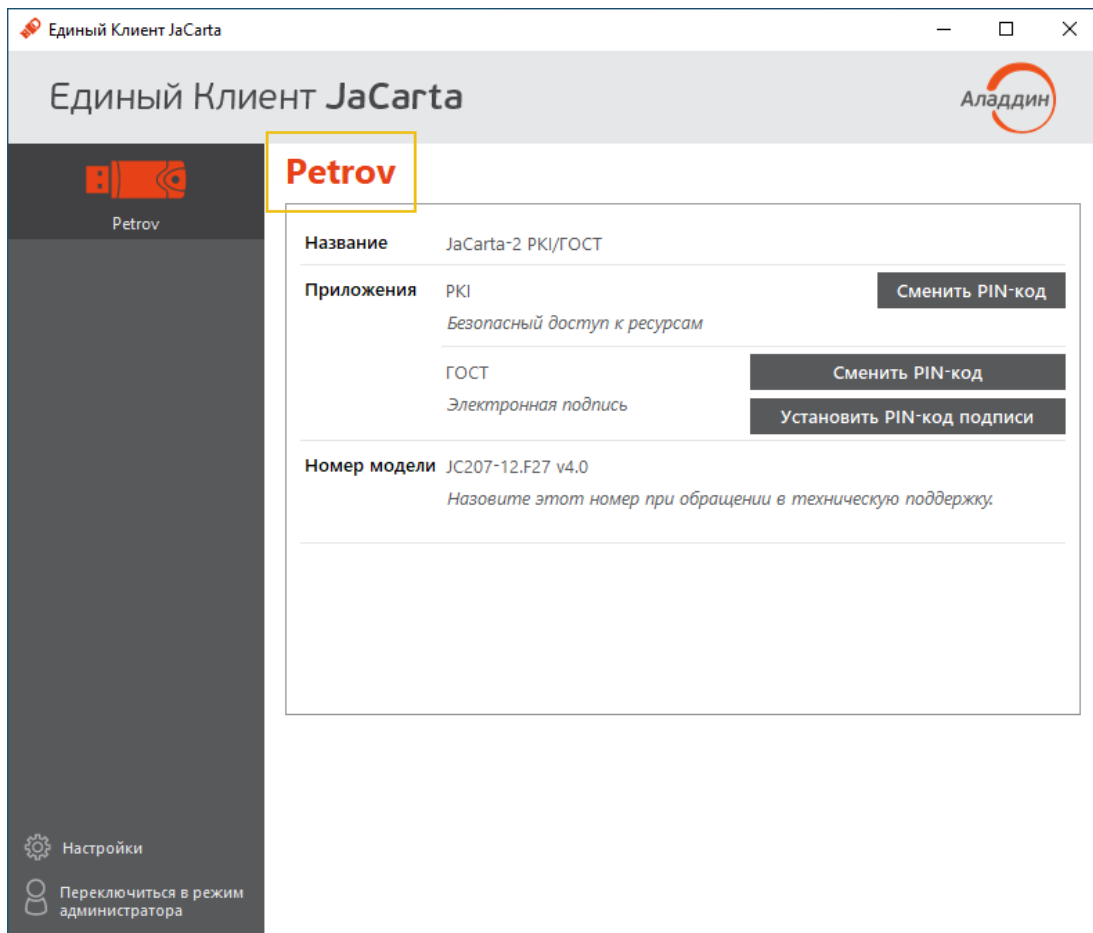 Единый Клиент JaCarta
Единый Клиент JaCarta
Аладдин
Petrov
Petrov
Название JaCarta-2 PKI/ГОСТ
Приложения PKI Сменить PIN-код
Безопасный доступ к ресурсам
ГОСТ Сменить PIN-код
Электронная подпись Установить PIN-код подписи
Номер модели JC207-12.F27 v4.0
Назовите этот номер при обращении в техническую поддержку.
Настройки
Переключиться в режим
администратора